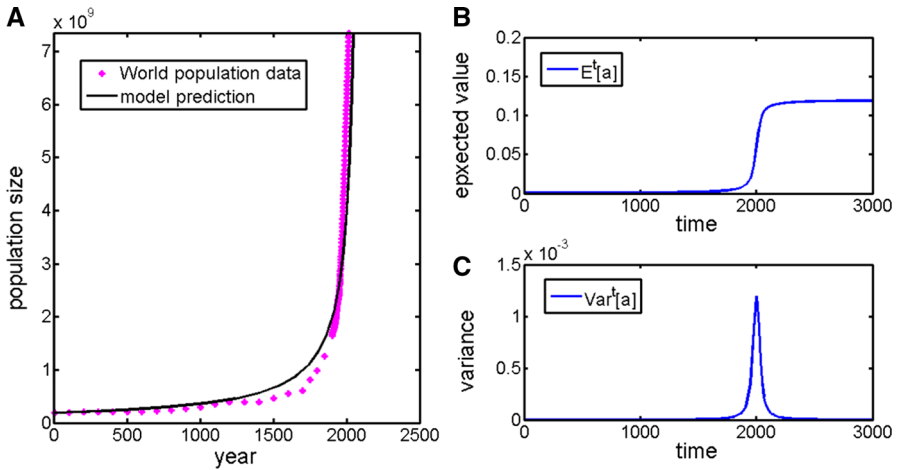 A
x 10^9
7
6
5
4
3
2
1
0
0 500 1000 1500 2000 2500
population size
year
World population data
model prediction
B
0.2
0.15
0.1
0.05
0
0 1000 2000 3000
epxected value
time
E^t[a]
C
x 10^-3
1.5
1
0.5
0
0 1000 2000 3000
variance
time
Var^t[a]